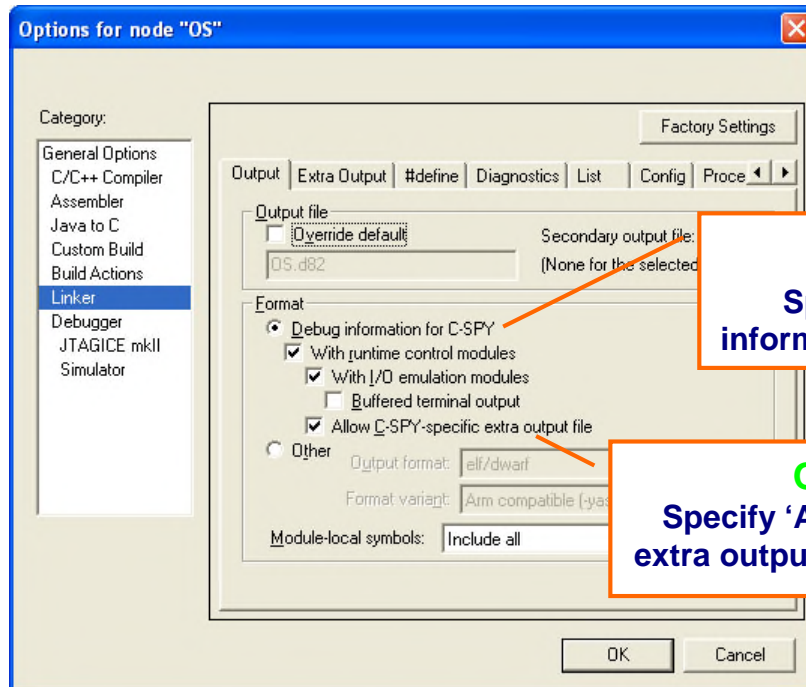 Options for node "OS"
Category:
General Options
C/C++ Compiler
Assembler
Java to C
Custom Build
Build Actions
Linker
Debugger
JTAGICE mkII
Simulator
Factory Settings
Output
Extra Output
#define
Diagnostics
List
Config
Output file
Override default
Secondary output file:
OS.d82
(None for the selected
Format
Debug information for C-SPY
With runtime control modules
With I/O emulation modules
Buffered terminal output
Allow C-SPY-specific extra output file
Other
Output format:
elf/dwarf
Format variant:
Arm compatible
Module-local symbols:
Include all
Specify
extra
OK
Cancel